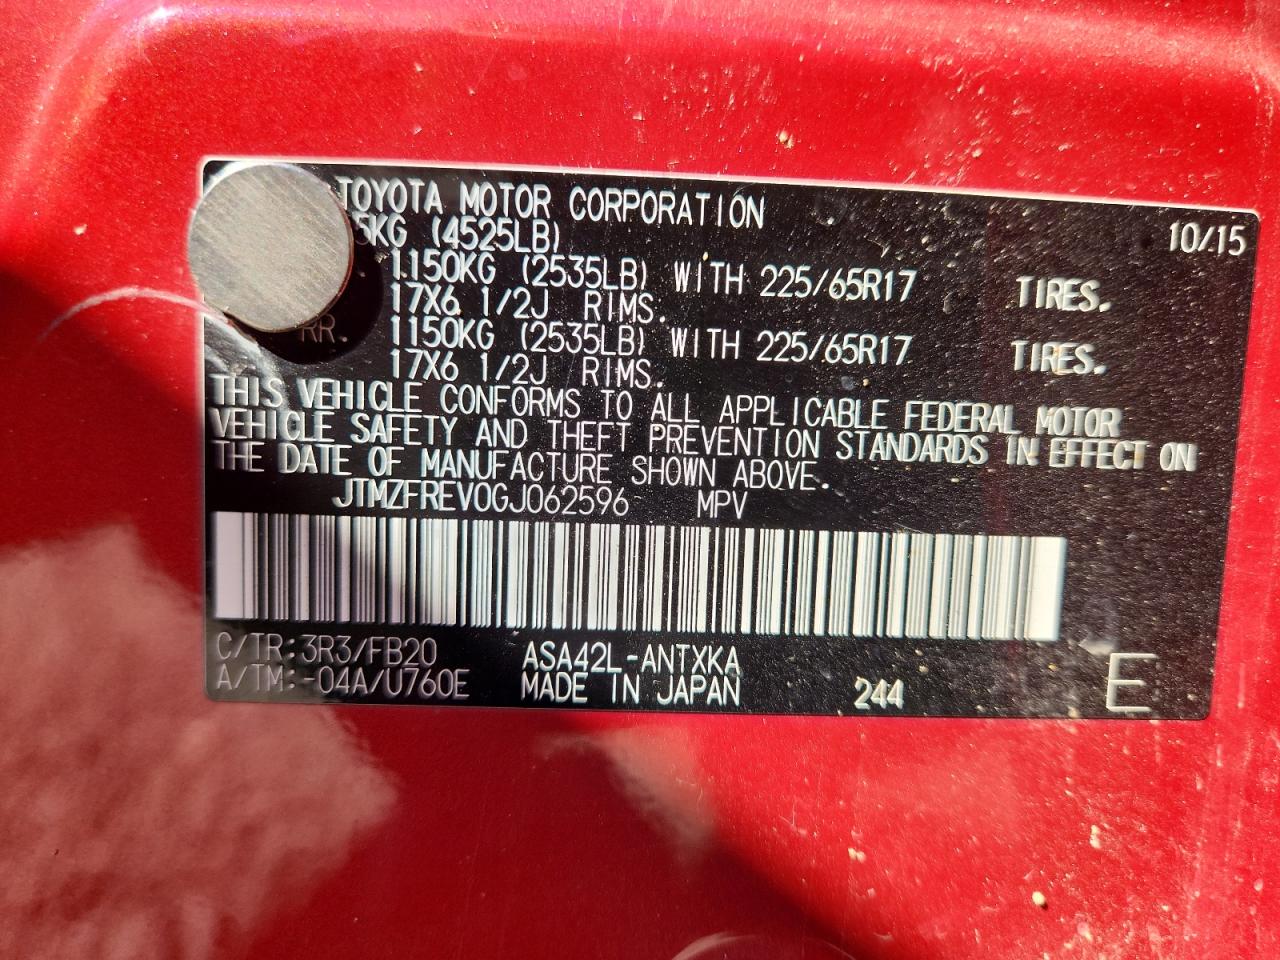 TOYOTA MOTOR CORPORATION 10/15
5KG (4525LB)
1150KG (2535LB) WITH 225/65R17 TIRES.
17X6 1/2J RIMS.
RR. 1150KG (2535LB) WITH 225/65R17 TIRES.
17X6 1/2J RIMS.
THIS VEHICLE CONFORMS TO ALL APPLICABLE FEDERAL MOTOR
VEHICLE SAFETY AND THEFT PREVENTION STANDARDS IN EFFECT ON
THE DATE OF MANUFACTURE SHOWN ABOVE.
JTMZFREV0GJ062596 MPV
C/TR:3R3/FB20 ASA42L-ANTXKA
A/TM:-04A/U760E MADE IN JAPAN 244 E